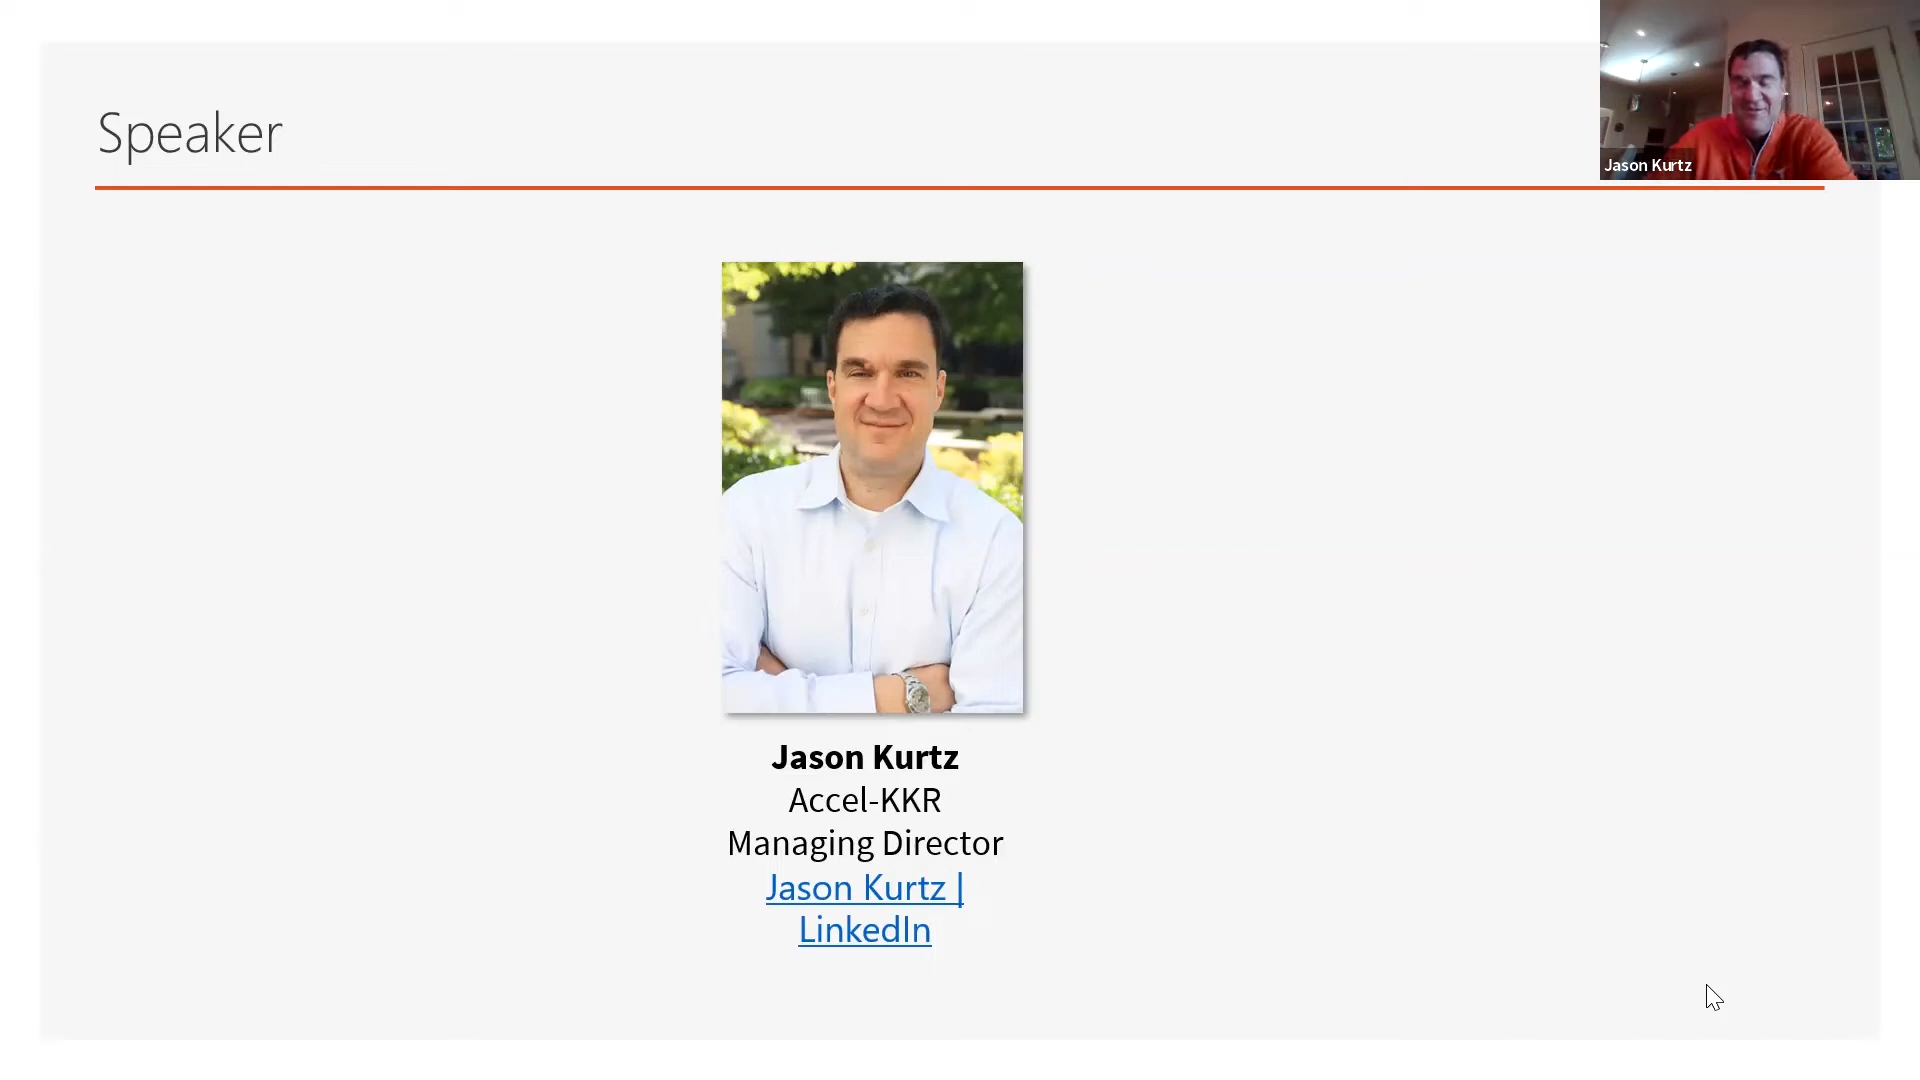 Speaker
Jason Kurtz
Jason Kurtz
Accel-KKR
Managing Director
Jason Kurtz |
LinkedIn